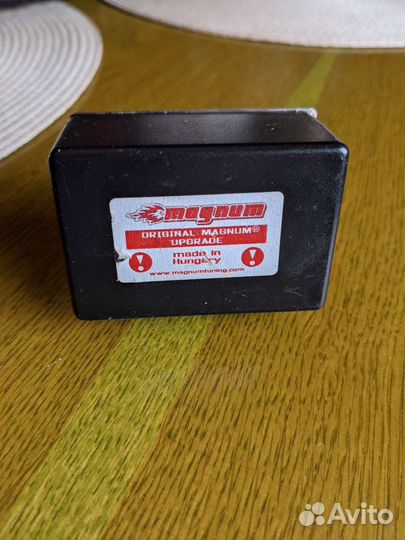 magnum
ORIGINAL MAGNUM®
UPGRADE
made in
Hungary
www.magnumtuning.com
Avito